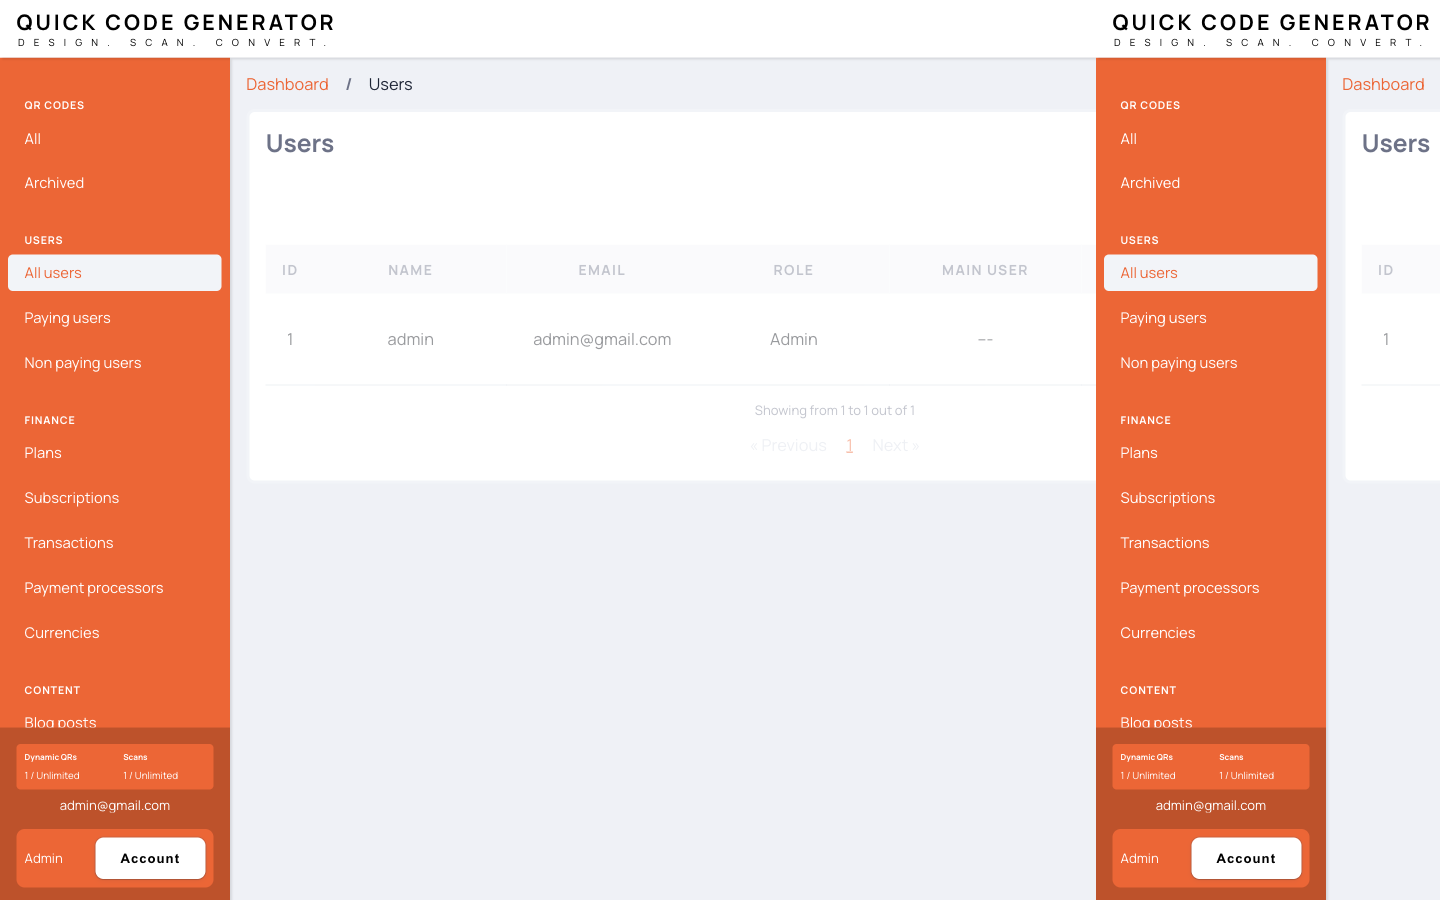 QUICK CODE GENERATOR
DESIGN. SCAN. CONVERT.
QR CODES
All
Archived
USERS
All users
Paying users
Non paying users
FINANCE
Plans
Subscriptions
Transactions
Payment processors
Currencies
CONTENT
Blog posts
Dynamic QRs Scans
1 / Unlimited 1 / Unlimited
admin@gmail.com
Admin Account
Dashboard / Users
Users
ID NAME EMAIL ROLE MAIN USER
1 admin admin@gmail.com Admin ---
Showing from 1 to 1 out of 1
« Previous 1 Next »
QUICK CODE GENERATOR
DESIGN. SCAN. CONVERT.
QR CODES
All
Archived
USERS
All users
Paying users
Non paying users
FINANCE
Plans
Subscriptions
Transactions
Payment processors
Currencies
CONTENT
Blog posts
Dynamic QRs Scans
1 / Unlimited 1 / Unlimited
admin@gmail.com
Admin Account
Dashboard
Users
ID
1